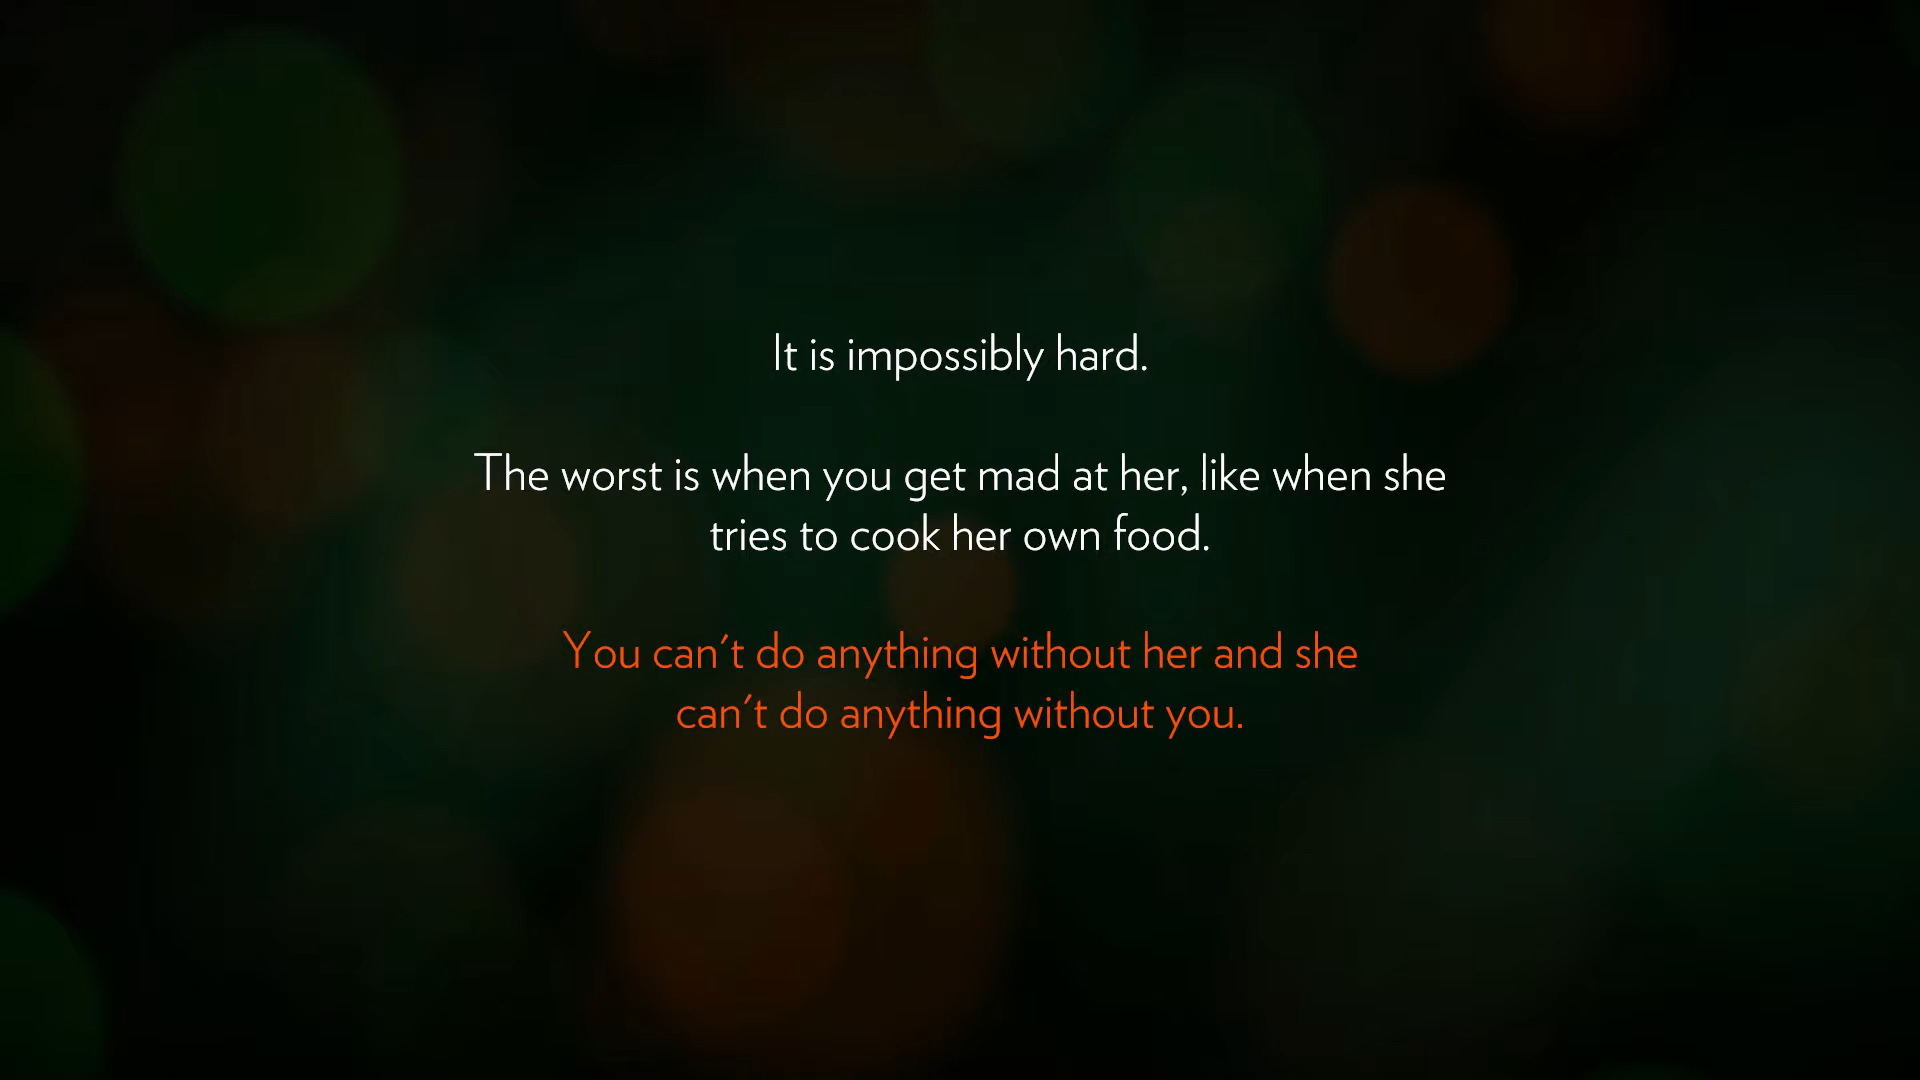 It is impossibly hard.
The worst is when you get mad at her, like when she
tries to cook her own food.
You can't do anything without her and she
can't do anything without you.